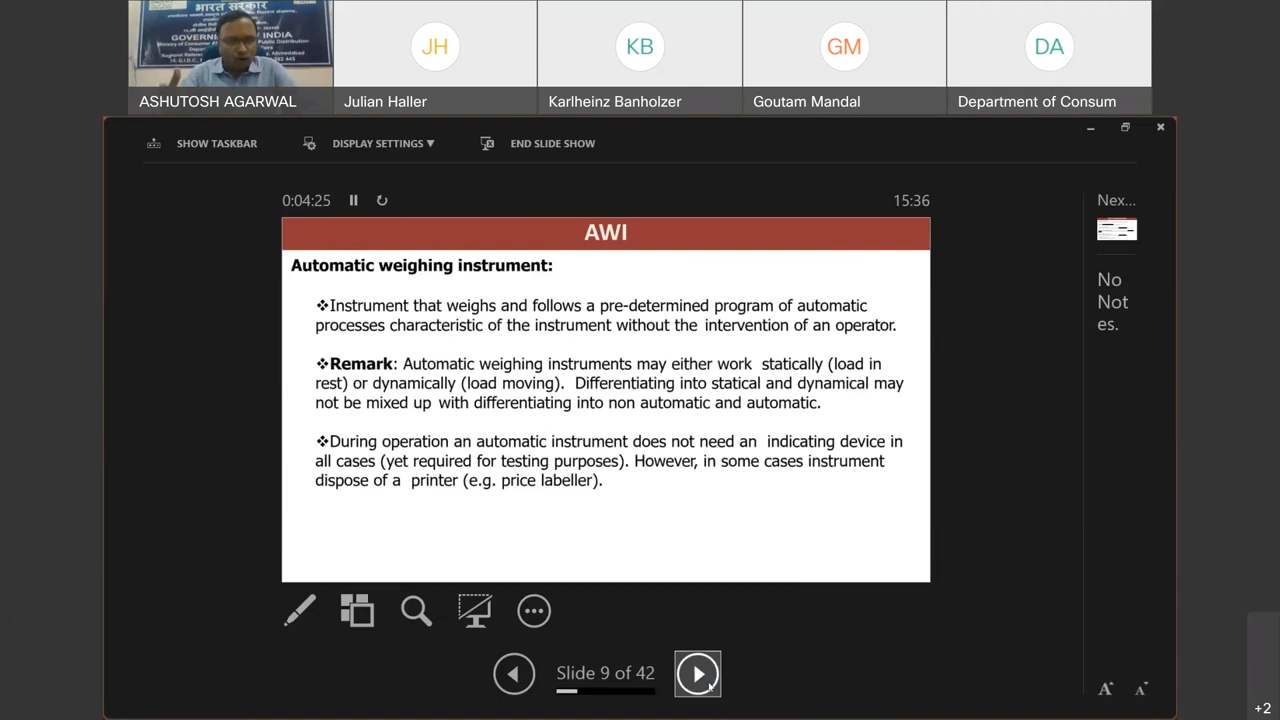 भारत सरकार
GOVERNMENT OF INDIA
ASHUTOSH AGARWAL
JH
Julian Haller
KB
Karlheinz Banholzer
GM
Goutam Mandal
DA
Department of Consum
SHOW TASKBAR
DISPLAY SETTINGS ▼
END SLIDE SHOW
0:04:25
15:36
Nex...
AWI
Automatic weighing instrument:
❖Instrument that weighs and follows a pre-determined program of automatic
processes characteristic of the instrument without the intervention of an operator.
❖Remark: Automatic weighing instruments may either work statically (load in
rest) or dynamically (load moving). Differentiating into statical and dynamical may
not be mixed up with differentiating into non automatic and automatic.
❖During operation an automatic instrument does not need an indicating device in
all cases (yet required for testing purposes). However, in some cases instrument
dispose of a printer (e.g. price labeller).
No
Not
es.
Slide 9 of 42
A
A
+2